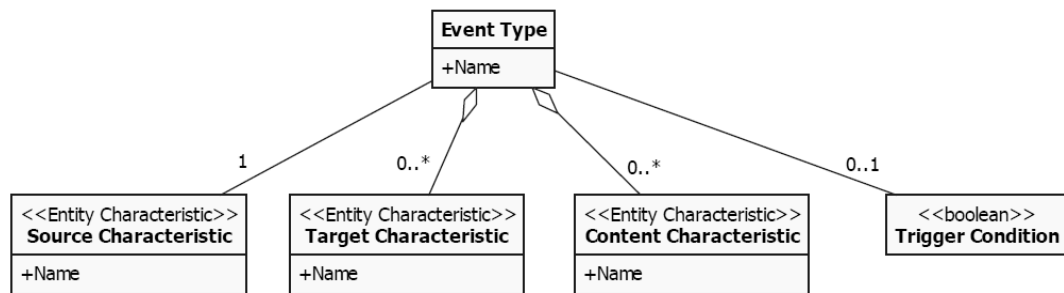 Event Type
+Name
1
0..*
0..*
0..1
<<Entity Characteristic>>
Source Characteristic
+Name
<<Entity Characteristic>>
Target Characteristic
+Name
<<Entity Characteristic>>
Content Characteristic
+Name
<<boolean>>
Trigger Condition